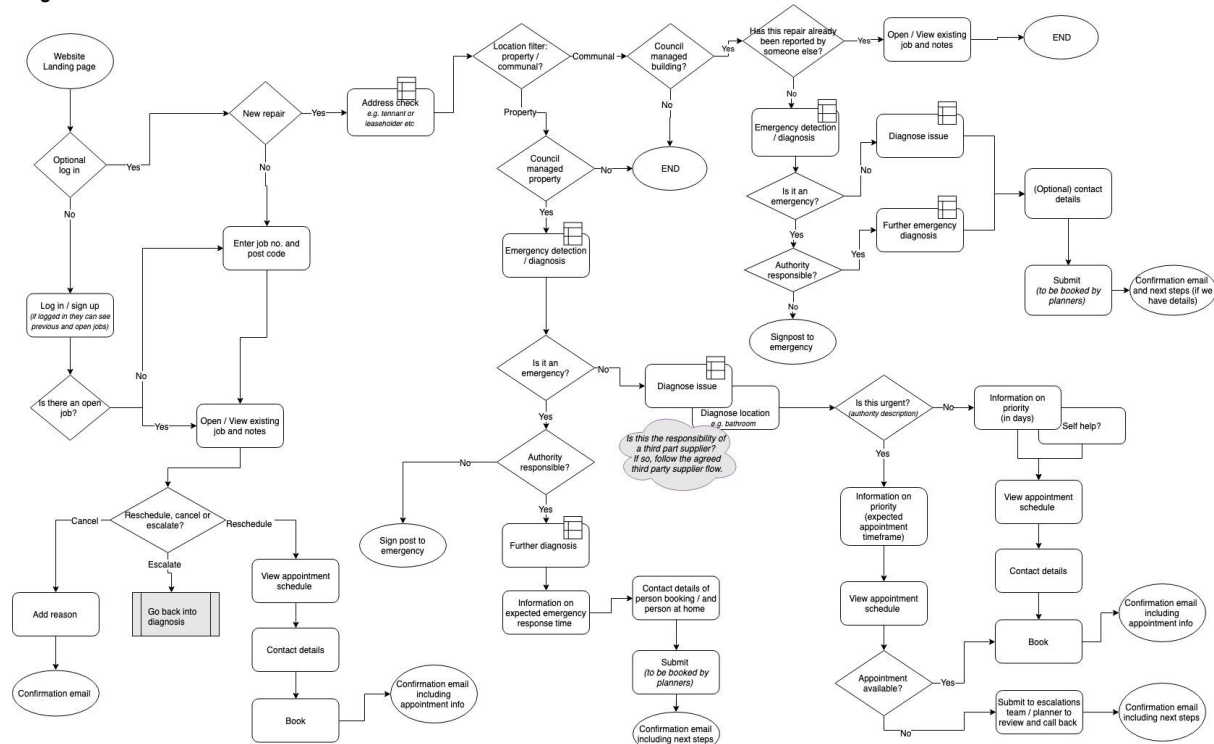 Website
Landing page
Optional
log in
Yes
No
Log in / sign up
(if logged in they can see
previous and open jobs)
Is there an open
job?
No
Yes
New repair
Yes
No
Enter job no. and
post code
Open / View existing
job and notes
Reschedule, cancel or
escalate?
Cancel
Reschedule
Escalate
Add reason
Confirmation email
Go back into
diagnosis
View appointment
schedule
Contact details
Book
Confirmation email
including
appointment info
Address check
e.g. tennant or
leaseholder etc
Location filter:
property /
communal?
Communal
Property
Council
managed
building?
Yes
No
END
Council
managed
property
No
Yes
Has this repair already
been reported by
someone else?
Yes
No
Open / View existing
job and notes
END
Emergency detection
/ diagnosis
Is it an
emergency?
No
Yes
Diagnose issue
Authority
responsible?
Yes
No
Further emergency
diagnosis
Signpost to
emergency
(Optional) contact
details
Submit
(to be booked by
planners)
Confirmation email
and next steps (if we
have details)
Emergency detection
/ diagnosis
Is it an
emergency?
No
Yes
Authority
responsible?
No
Yes
Sign post to
emergency
Further diagnosis
Information on
expected emergency
response time
Contact details of
person booking / and
person at home
Submit
(to be booked by
planners)
Confirmation email
including next steps
Diagnose issue
Diagnose location
e.g. bathroom
Is this the responsibility of
a third part supplier?
If so, follow the agreed
third party supplier flow.
Is this urgent?
(authority description)
No
Yes
Information on
priority
(in days)
Self help?
View appointment
schedule
Contact details
Book
Confirmation email
including
appointment info
Information on
priority
(expected
appointment
timeframe)
View appointment
schedule
Appointment
available?
Yes
No
Submit to escalations
team / planner to
review and call back
Confirmation email
including next steps